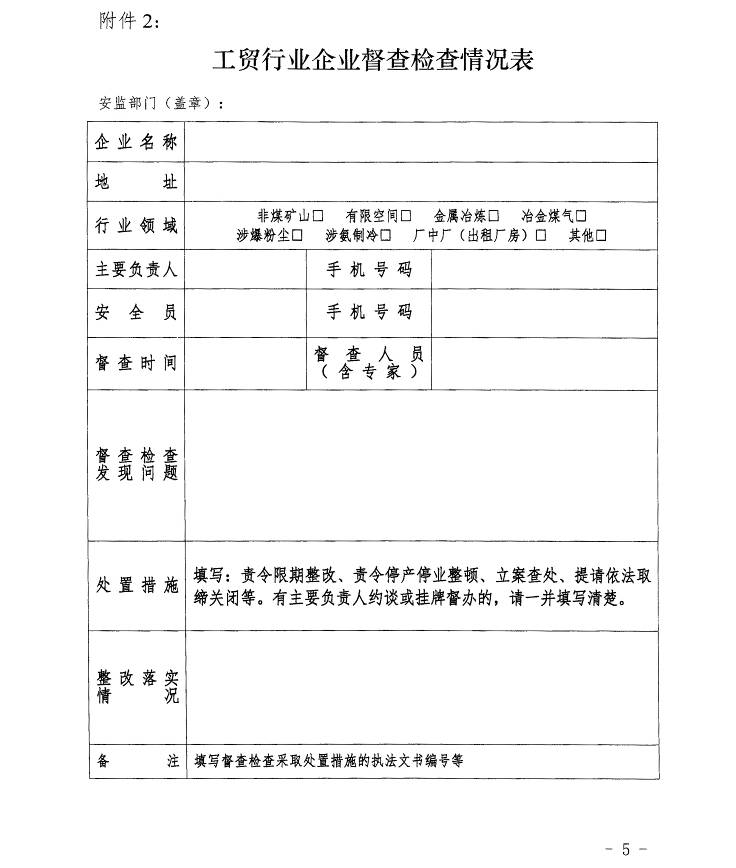 附件 2：
工贸行业企业督查检查情况表
安监部门（盖章）：
企业名称
地 址
行业领域
非煤矿山□ 有限空间□ 金属冶炼□ 冶金煤气□
涉爆粉尘□ 涉氨制冷□ 厂中厂（出租厂房）□ 其他□
主要负责人 手机号码
安全员 手机号码
督查时间 督查人员
（含专家）
督查检查
发现问题
处置措施
填写：责令限期整改、责令停产停业整顿、立案查处、提请依法取
缔关闭等。有主要负责人约谈或挂牌督办的，请一并填写清楚。
整改落实
情 况
备 注 填写督查检查采取处置措施的执法文书编号等
- 5 -